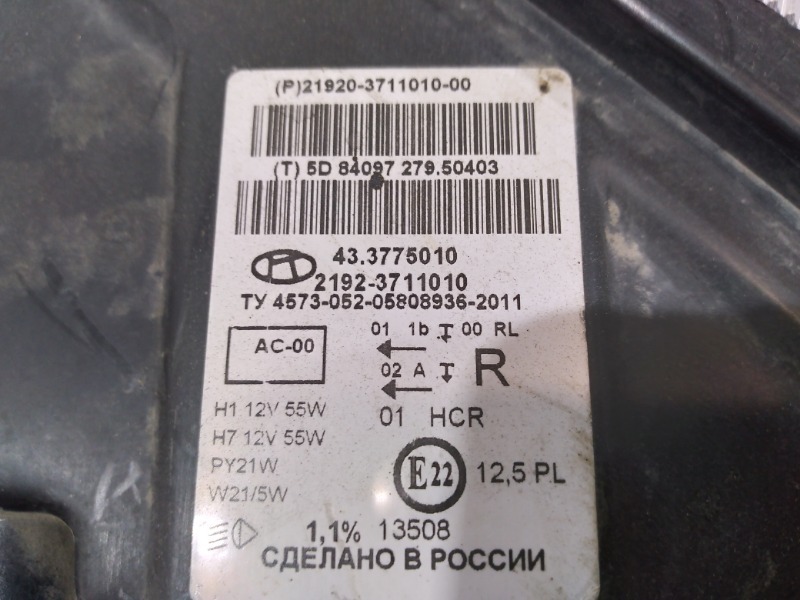 (P)21920-3711010-00
(T) 5D 84097 279.50403
43.3775010
2192-3711010
ТУ 4573-052-05808936-2011
01 1b 00 RL
AC-00
02 A R
H1 12V 55W
01 HCR
H7 12V 55W
PY21W
E22 12,5 PL
W21/5W
1,1% 13508
СДЕЛАНО В РОССИИ